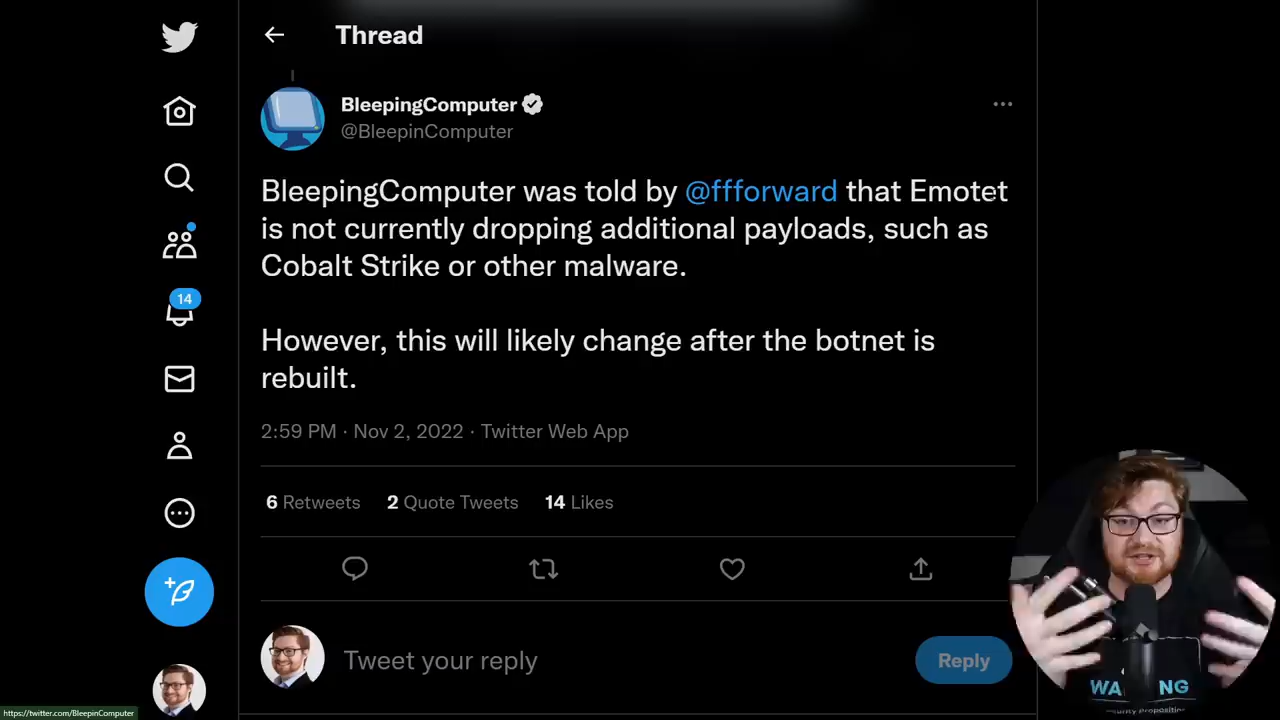 Thread
BleepingComputer
@BleepinComputer
BleepingComputer was told by @ffforward that Emotet
is not currently dropping additional payloads, such as
Cobalt Strike or other malware.
However, this will likely change after the botnet is
rebuilt.
2:59 PM · Nov 2, 2022 · Twitter Web App
14
6 Retweets 2 Quote Tweets 14 Likes
Tweet your reply
Reply
WA NG
https://twitter.com/BleepinComputer